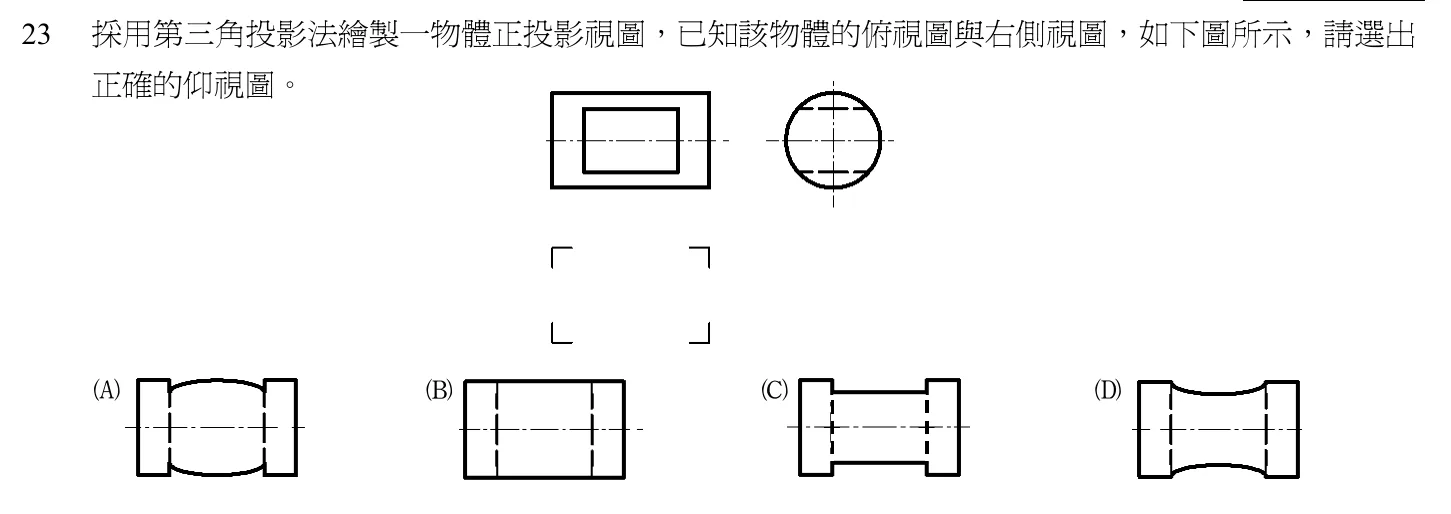 23 採用第三角投影法繪製一物體正投影視圖，已知該物體的俯視圖與右側視圖，如下圖所示，請選出
正確的仰視圖。
(A) (B) (C) (D)